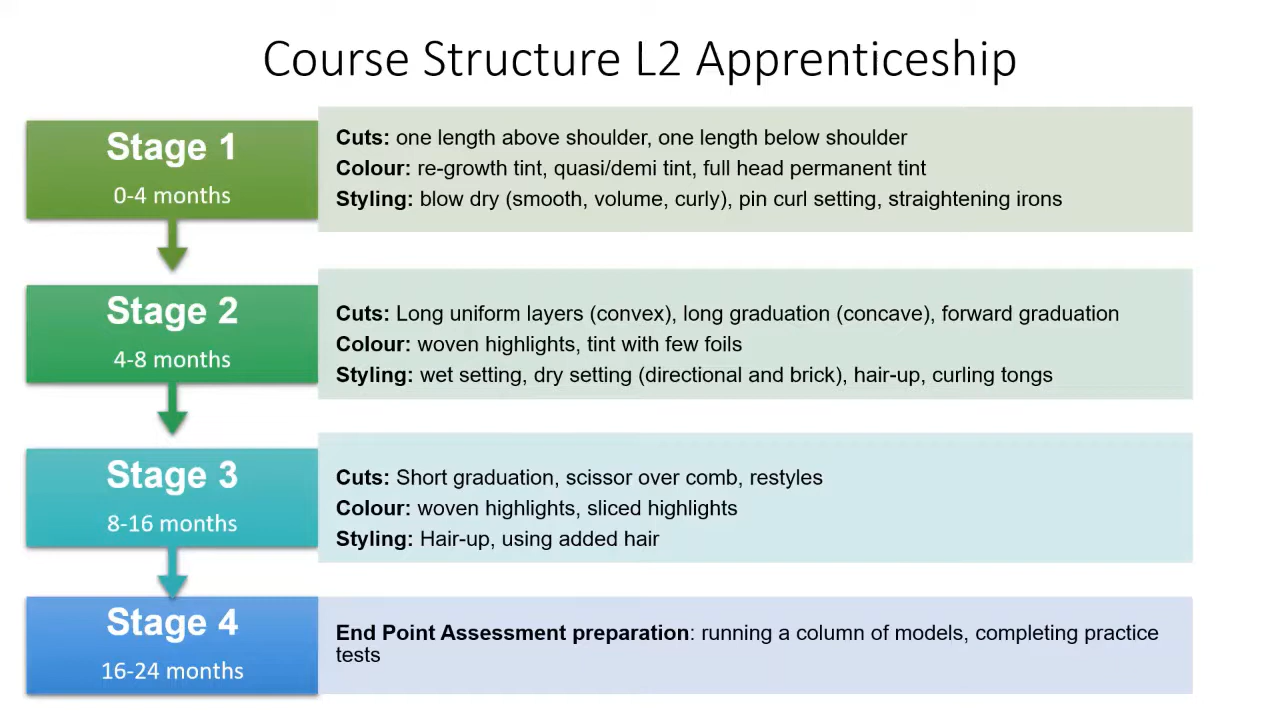 Course Structure L2 Apprenticeship
Stage 1
0-4 months
Cuts: one length above shoulder, one length below shoulder
Colour: re-growth tint, quasi/demi tint, full head permanent tint
Styling: blow dry (smooth, volume, curly), pin curl setting, straightening irons
Stage 2
4-8 months
Cuts: Long uniform layers (convex), long graduation (concave), forward graduation
Colour: woven highlights, tint with few foils
Styling: wet setting, dry setting (directional and brick), hair-up, curling tongs
Stage 3
8-16 months
Cuts: Short graduation, scissor over comb, restyles
Colour: woven highlights, sliced highlights
Styling: Hair-up, using added hair
Stage 4
16-24 months
End Point Assessment preparation: running a column of models, completing practice
tests